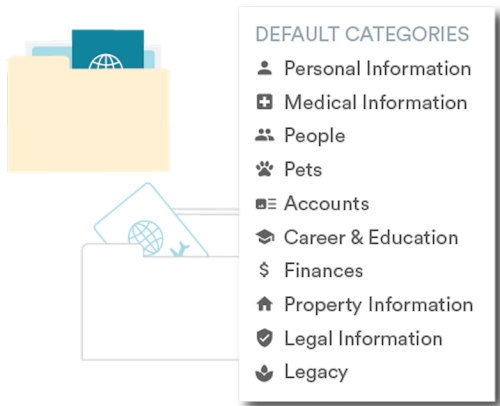 DEFAULT CATEGORIES
Personal Information
Medical Information
People
Pets
Accounts
Career & Education
Finances
Property Information
Legal Information
Legacy